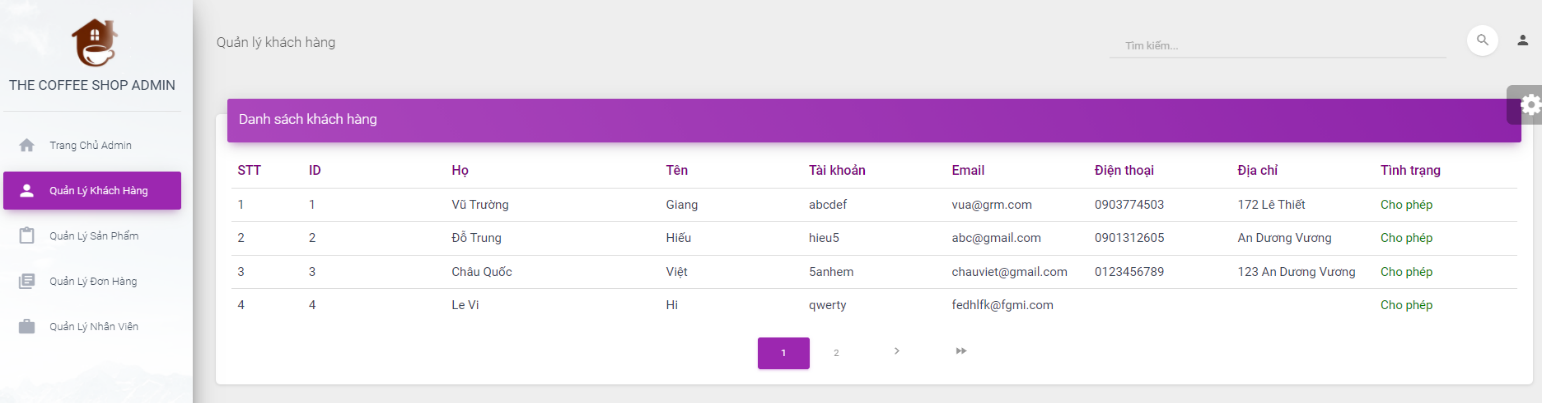 THE COFFEE SHOP ADMIN
Trang Chủ Admin
Quản Lý Khách Hàng
Quản Lý Sản Phẩm
Quản Lý Đơn Hàng
Quản Lý Nhân Viên
Quản lý khách hàng
Tìm kiếm...
Danh sách khách hàng
STT ID Họ Tên Tài khoản Email Điện thoại Địa chỉ Tình trạng
1 1 Vũ Trường Giang abcdef vua@grm.com 0903774503 172 Lê Thiết Cho phép
2 2 Đỗ Trung Hiếu hieu5 abc@gmail.com 0901312605 An Dương Vương Cho phép
3 3 Châu Quốc Việt 5anhem chauviet@gmail.com 0123456789 123 An Dương Vương Cho phép
4 4 Le Vi Hi qwerty fedhlfk@fgmi.com Cho phép
1 2